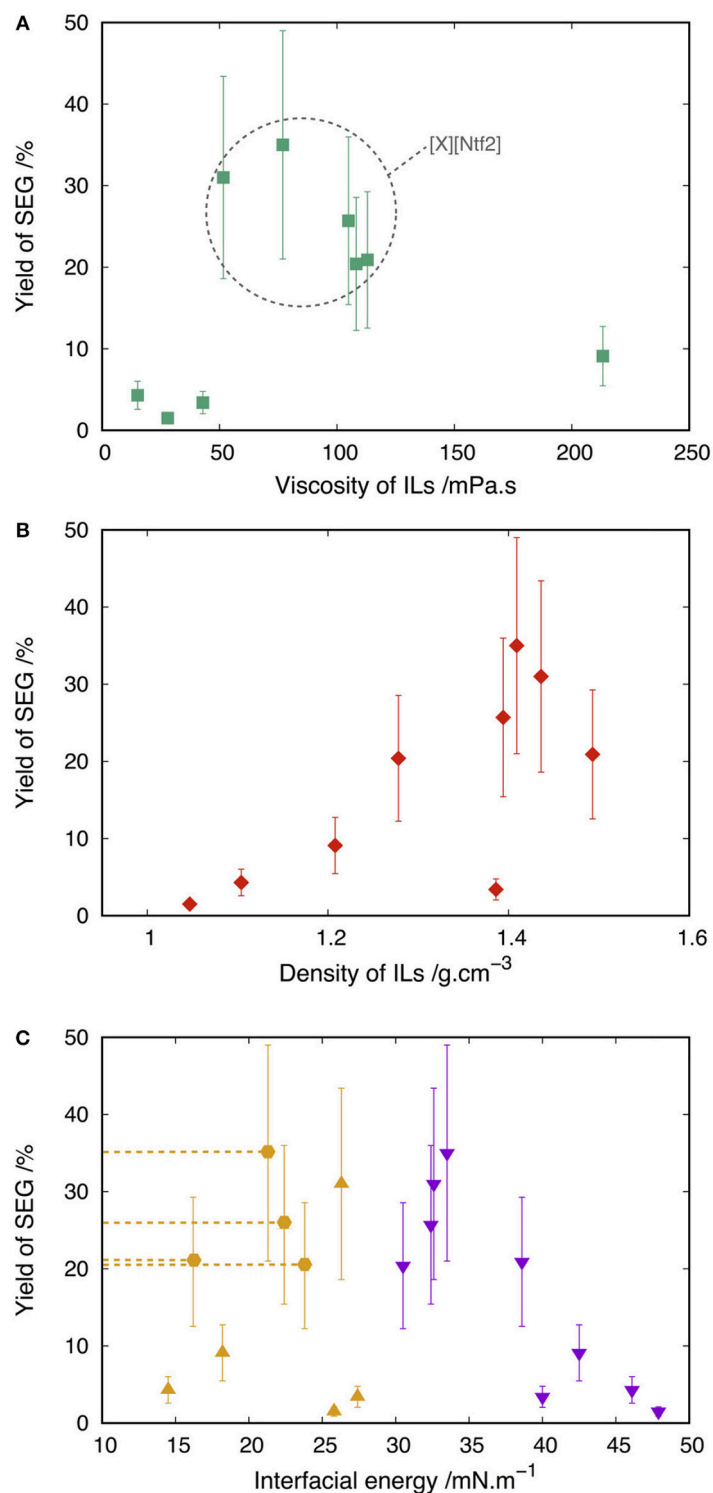 A
50
40
30
20
10
0
Yield of SEG /%
[X][Ntf2]
0 50 100 150 200 250
Viscosity of ILs /mPa.s
B
50
40
30
20
10
0
Yield of SEG /%
1 1.2 1.4 1.6
Density of ILs /g.cm⁻³
C
50
40
30
20
10
0
Yield of SEG /%
10 15 20 25 30 35 40 45 50
Interfacial energy /mN.m⁻¹